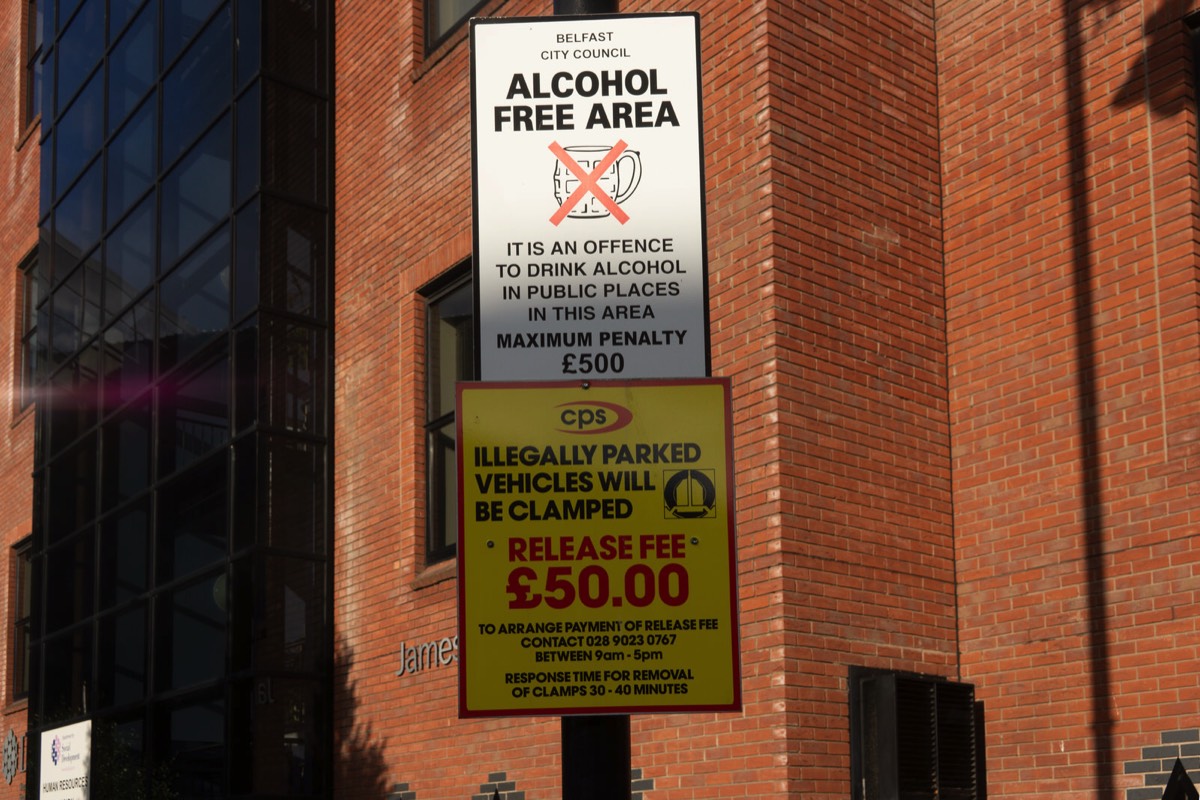 BELFAST
CITY COUNCIL
ALCOHOL
FREE AREA
IT IS AN OFFENCE
TO DRINK ALCOHOL
IN PUBLIC PLACES
IN THIS AREA
MAXIMUM PENALTY
£500
cps
ILLEGALLY PARKED
VEHICLES WILL
BE CLAMPED
RELEASE FEE
£50.00
TO ARRANGE PAYMENT OF RELEASE FEE
CONTACT 028 9023 0767
BETWEEN 9am - 5pm
RESPONSE TIME FOR REMOVAL
OF CLAMPS 30 - 40 MINUTES
James
Social
Development
HUMAN RESOURCES